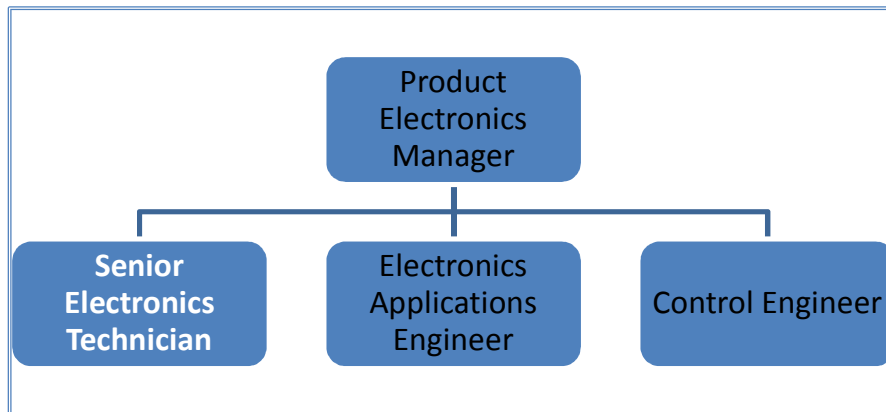 Product
Electronics
Manager
Senior
Electronics
Technician
Electronics
Applications
Engineer
Control Engineer